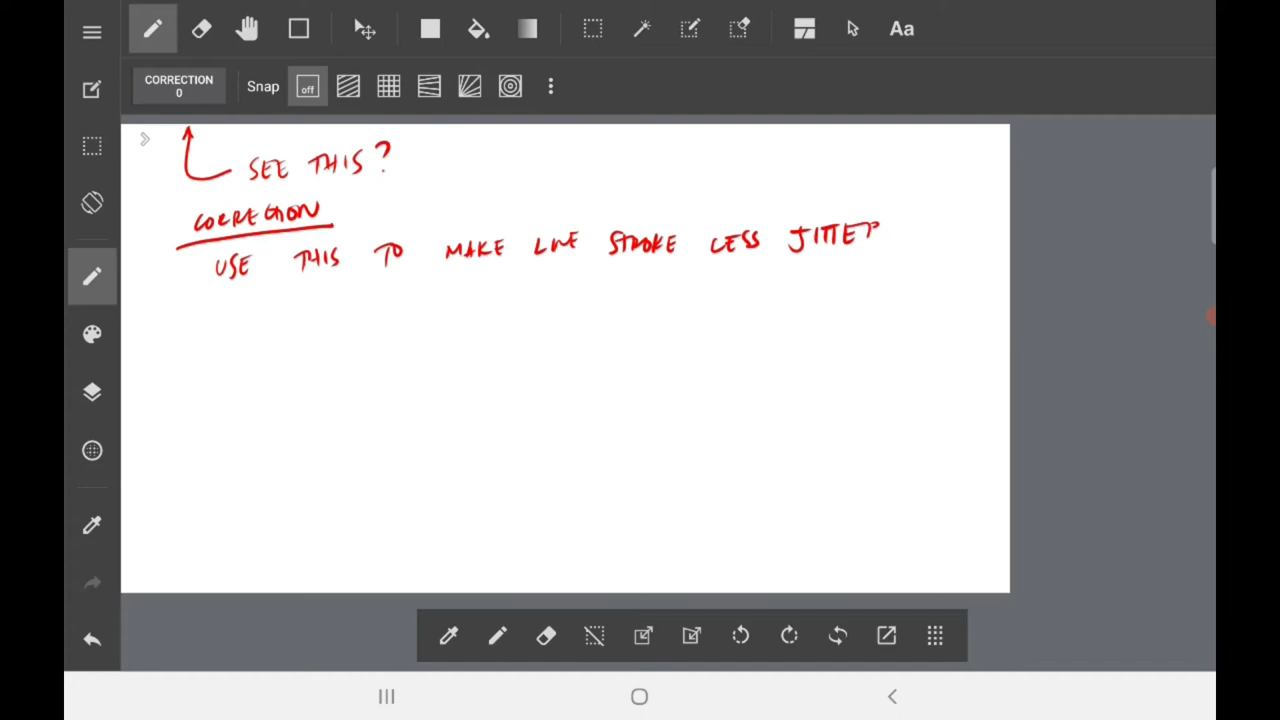 Aa
CORRECTION
0
Snap
off
SEE THIS?
CORRECTION
USE THIS TO MAKE LINE STROKE LESS JITTER